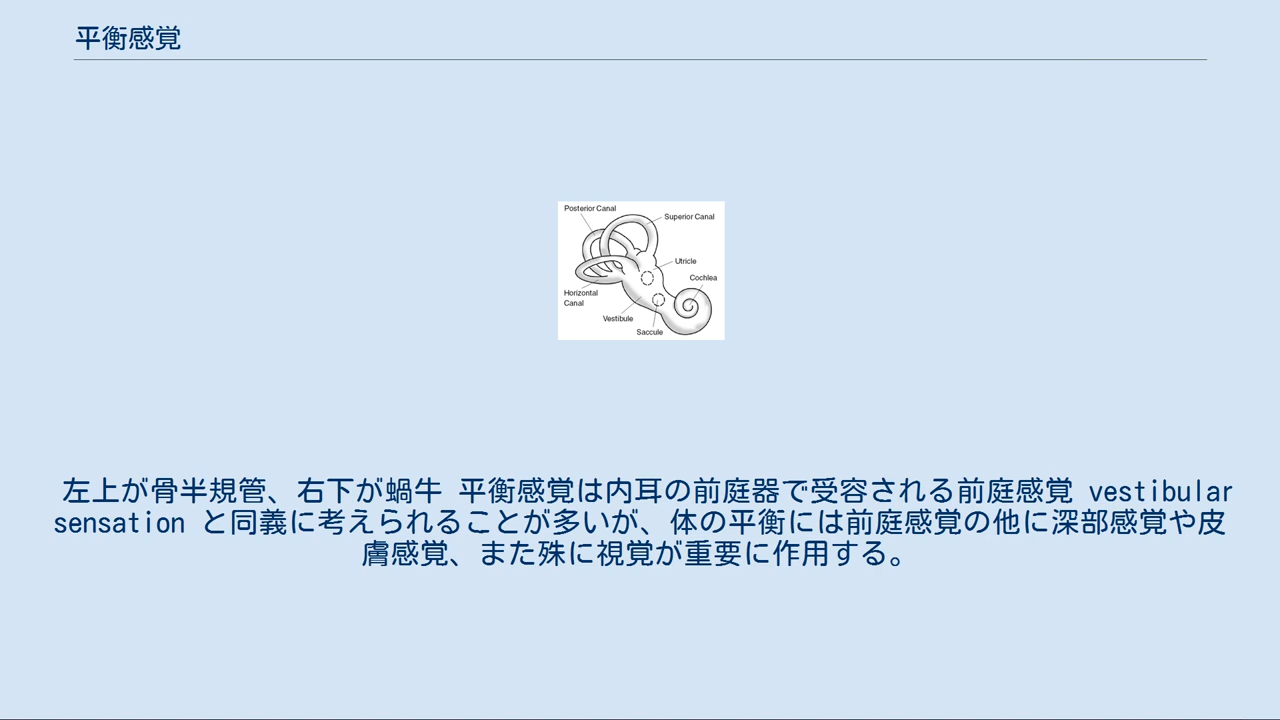 平衡感覚
Posterior Canal
Superior Canal
Utricle
Cochlea
Horizontal
Canal
Vestibule
Saccule
左上が骨半規管、右下が蝸牛 平衡感覚は内耳の前庭器で受容される前庭感覚 vestibular
sensation と同義に考えられることが多いが、体の平衡には前庭感覚の他に深部感覚や皮
膚感覚、また殊に視覚が重要に作用する。